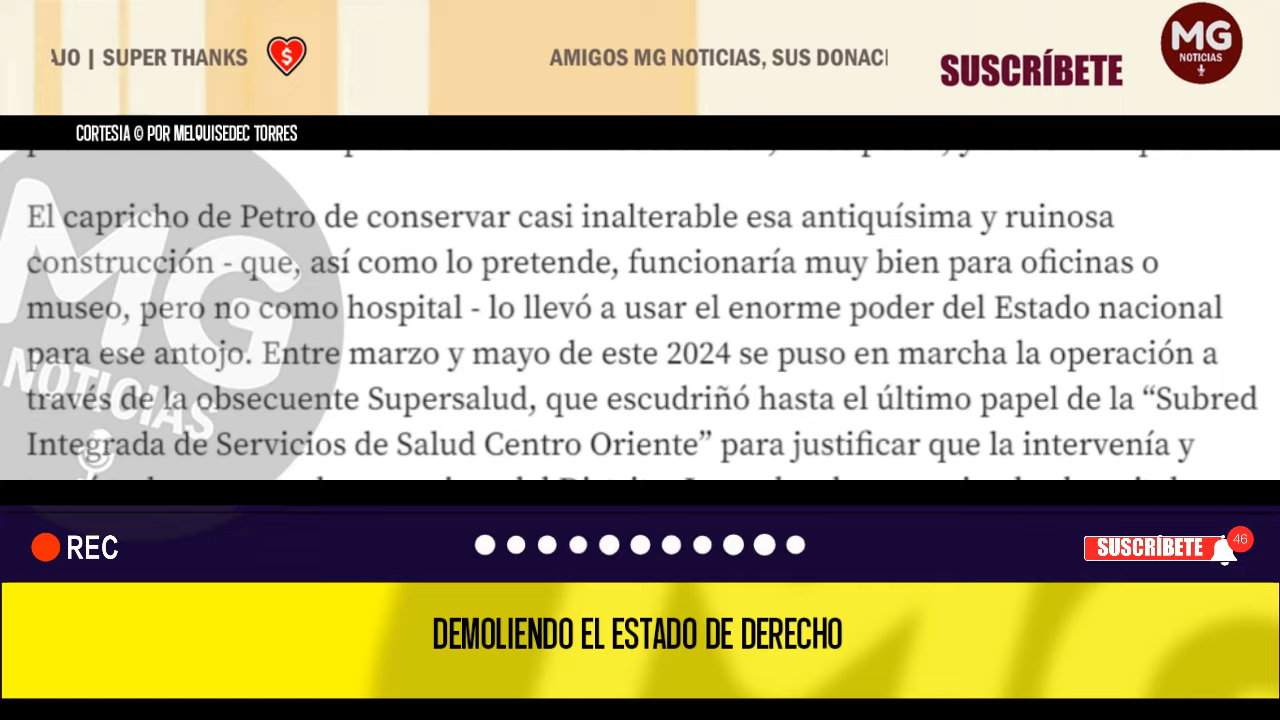 AJO | SUPER THANKS
AMIGOS MG NOTICIAS, SUS DONACI
SUSCRÍBETE
MG
NOTICIAS
CORTESIA © POR MELQUISEDEC TORRES
El capricho de Petro de conservar casi inalterable esa antiquísima y ruinosa
construcción - que, así como lo pretende, funcionaría muy bien para oficinas o
museo, pero no como hospital - lo llevó a usar el enorme poder del Estado nacional
para ese antojo. Entre marzo y mayo de este 2024 se puso en marcha la operación a
través de la obsecuente Supersalud, que escudriñó hasta el último papel de la “Subred
Integrada de Servicios de Salud Centro Oriente” para justificar que la intervenía y
MG
NOTICIAS
REC
SUSCRÍBETE
46
DEMOLIENDO EL ESTADO DE DERECHO